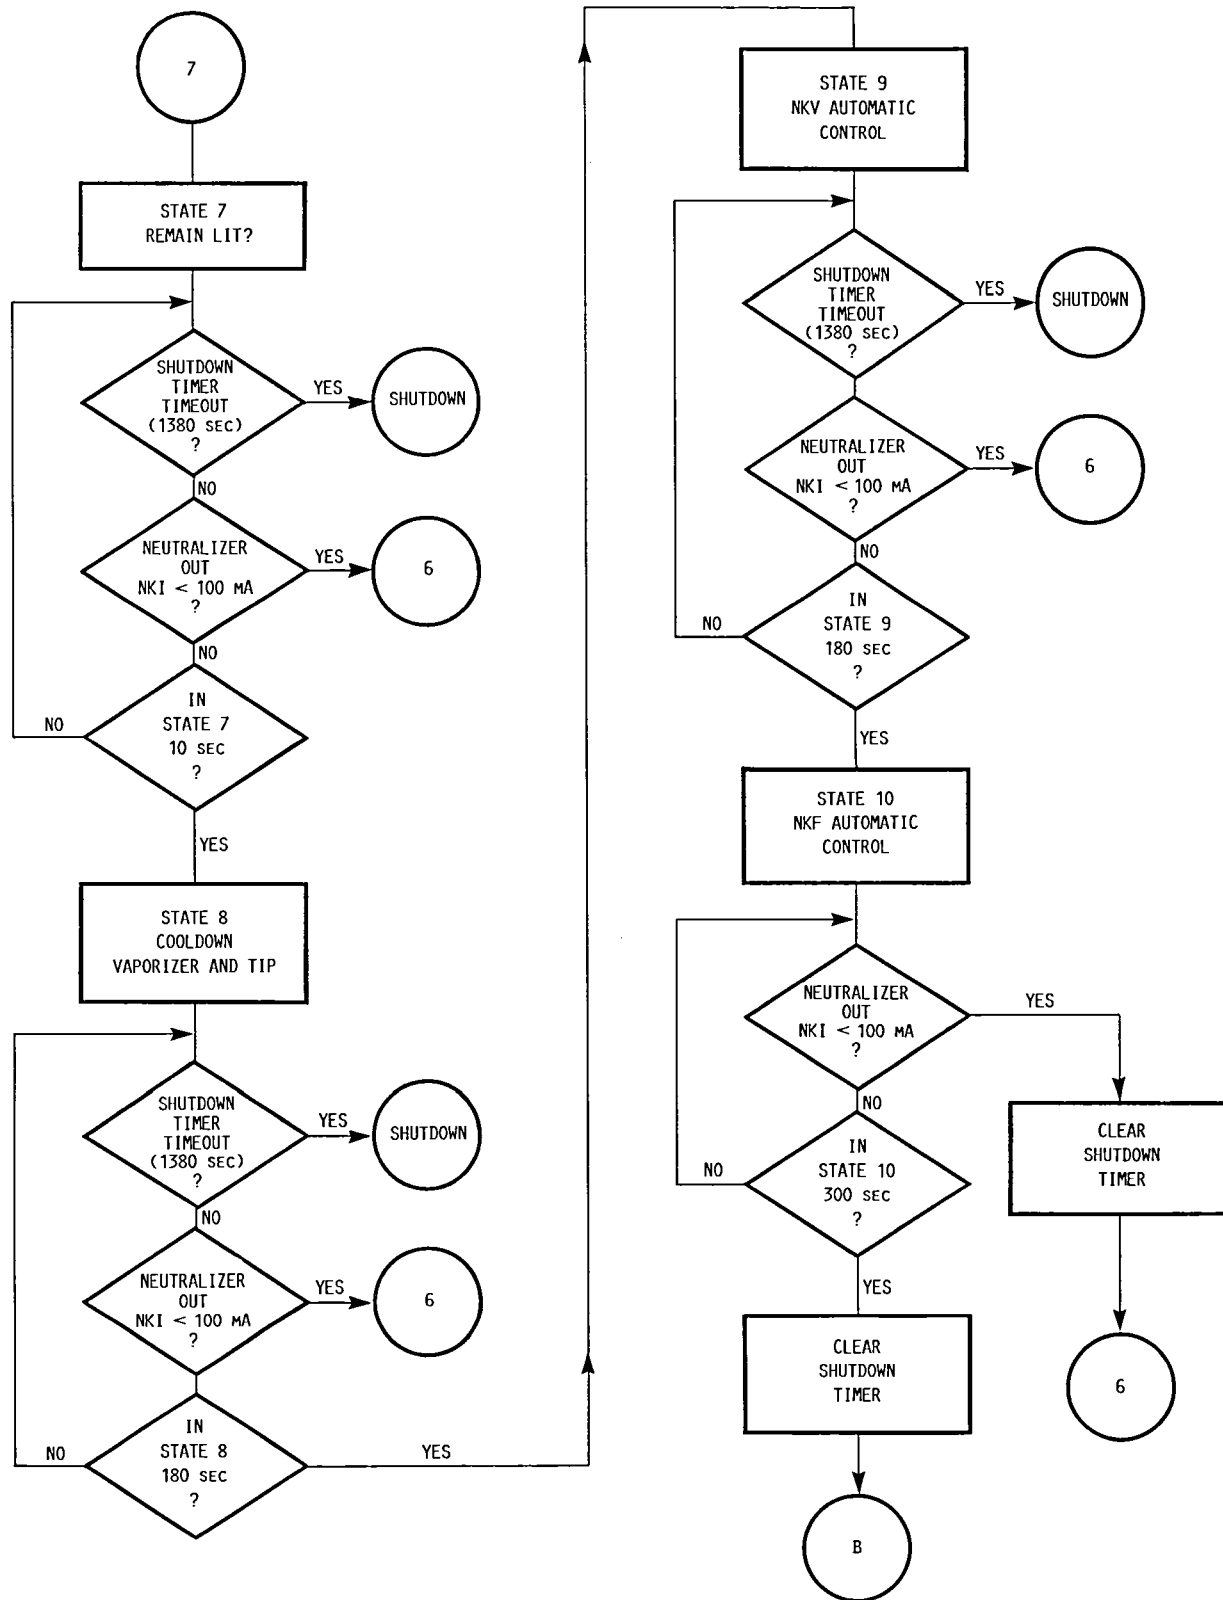 7
STATE 7
REMAIN LIT?
SHUTDOWN
TIMER
TIMEOUT
(1380 SEC)
?
YES
SHUTDOWN
NO
NEUTRALIZER
OUT
NKI < 100 MA
?
YES
6
NO
IN
STATE 7
10 SEC
?
NO
YES
STATE 8
COOLDOWN
VAPORIZER AND TIP
SHUTDOWN
TIMER
TIMEOUT
(1380 SEC)
?
YES
SHUTDOWN
NO
NEUTRALIZER
OUT
NKI < 100 MA
?
YES
6
IN
STATE 8
180 SEC
?
NO
YES
STATE 9
NKV AUTOMATIC
CONTROL
SHUTDOWN
TIMER
TIMEOUT
(1380 SEC)
?
YES
SHUTDOWN
NEUTRALIZER
OUT
NKI < 100 MA
?
YES
6
NO
IN
STATE 9
180 SEC
?
NO
YES
STATE 10
NKF AUTOMATIC
CONTROL
NEUTRALIZER
OUT
NKI < 100 MA
?
YES
CLEAR
SHUTDOWN
TIMER
6
NO
IN
STATE 10
300 SEC
?
NO
YES
CLEAR
SHUTDOWN
TIMER
B